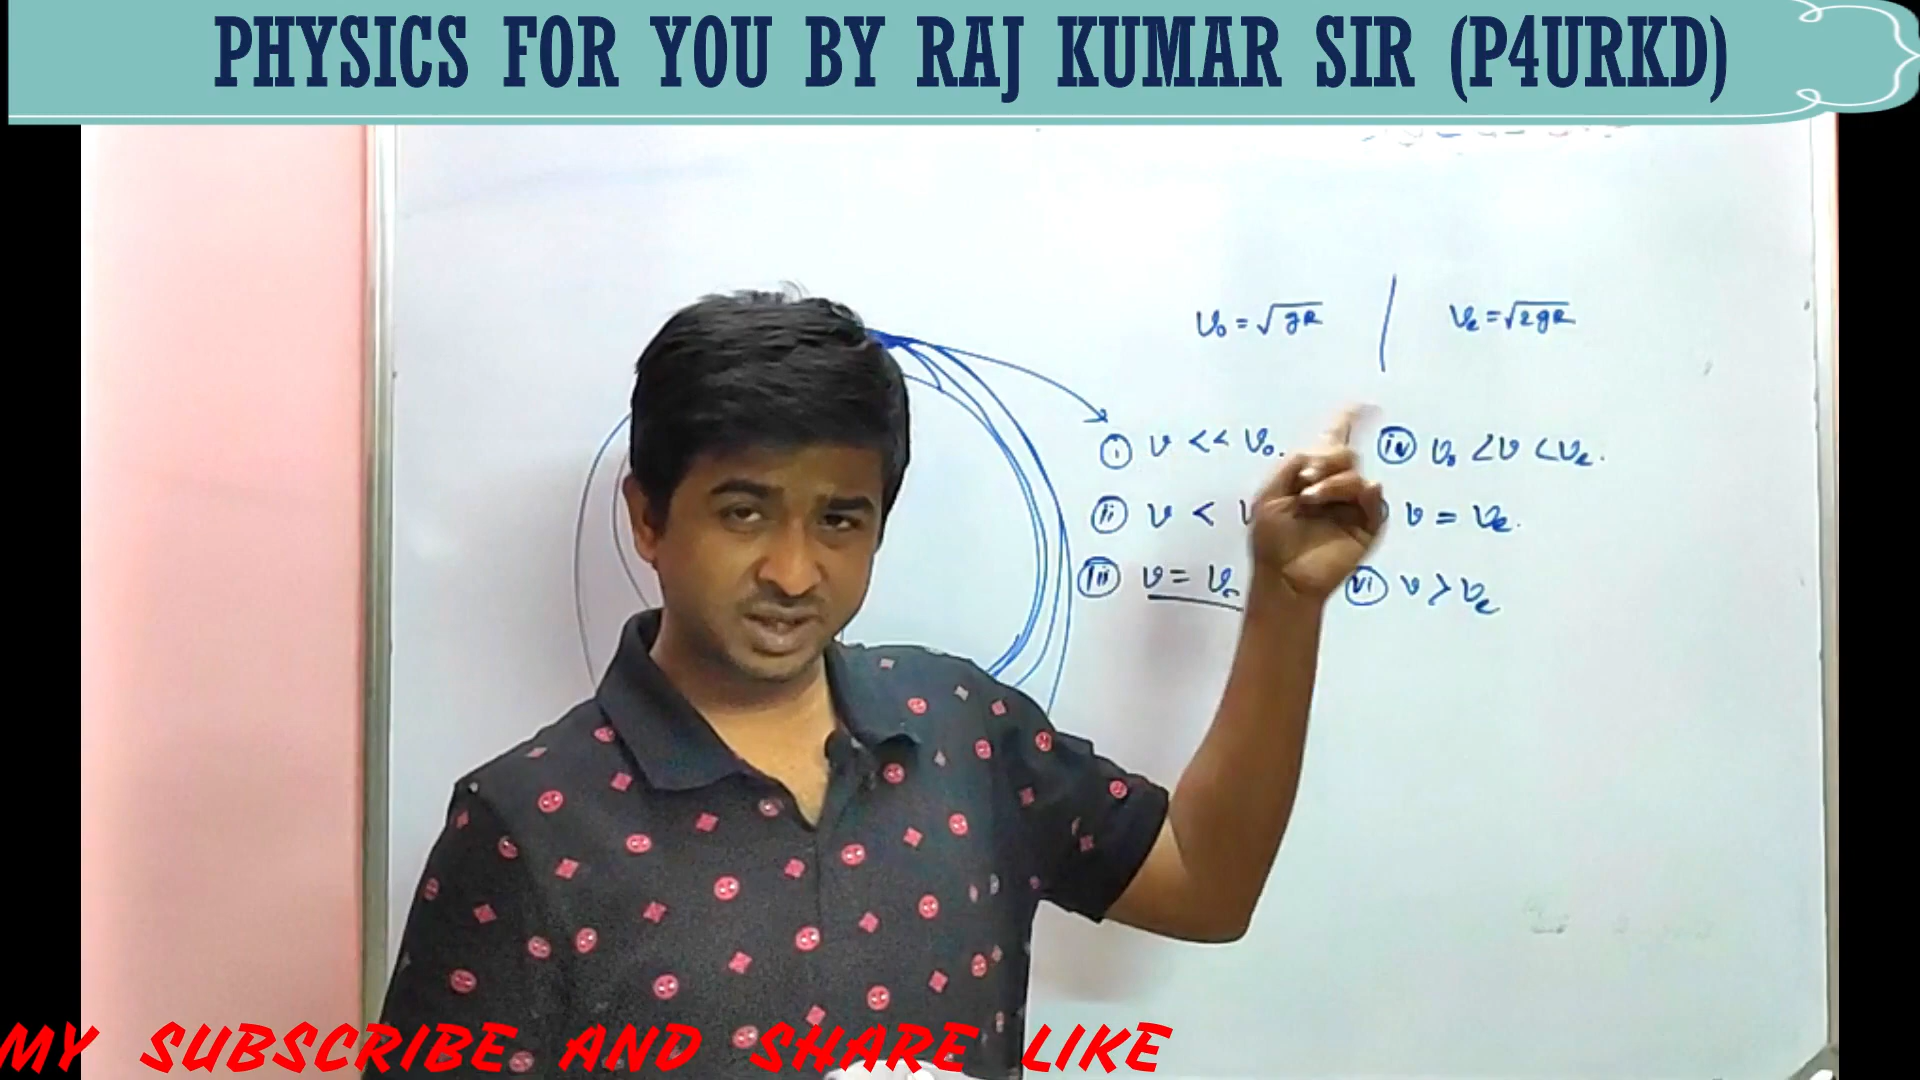 PHYSICS FOR YOU BY RAJ KUMAR SIR (P4URKD)
v₀ = √gR | vₑ = √2gR
(i) v << v₀.
(iv) v₀ < v < vₑ.
(ii) v <
v = vₑ.
(iii) v = v₀
(vi) v > vₑ
MY SUBSCRIBE AND SHARE LIKE